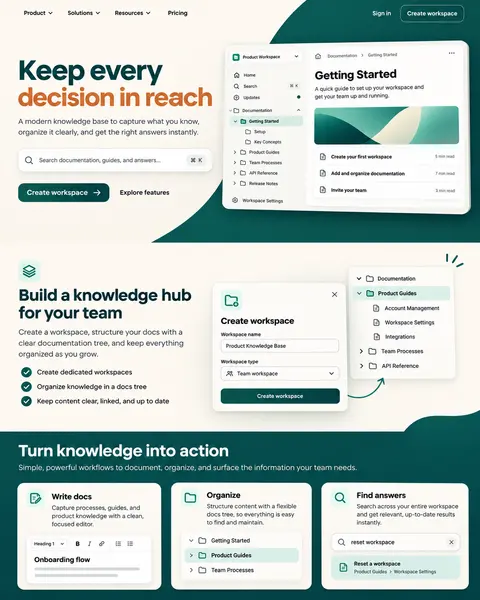 Product Solutions Resources Pricing Sign in Create workspace
Keep every
decision in reach
A modern knowledge base to capture what you know,
organize it clearly, and get the right answers instantly.
Search documentation, guides, and answers... ⌘ K
Create workspace → Explore features
Product Workspace
Home
Search ⌘ K
Updates
Documentation
Getting Started
Setup
Key Concepts
Product Guides
Team Processes
API Reference
Release Notes
Workspace Settings
Documentation > Getting Started
Getting Started
A quick guide to set up your workspace and
get your team up and running.
Create your first workspace 5 min read
Add and organize documentation 7 min read
Invite your team 3 min read
Build a knowledge hub
for your team
Create a workspace, structure your docs with a
clear documentation tree, and keep everything
organized as you grow.
Create dedicated workspaces
Organize knowledge in a docs tree
Keep content clear, linked, and up to date
Create workspace
Workspace name
Product Knowledge Base
Workspace type
Team workspace
Create workspace
Documentation
Product Guides
Account Management
Workspace Settings
Integrations
Team Processes
API Reference
Turn knowledge into action
Simple, powerful workflows to document, organize, and surface the information your team needs.
Write docs
Capture processes, guides, and
product knowledge with a clean,
focused editor.
Heading 1 B I
Onboarding flow
Organize
Structure content with a flexible
docs tree, so everything is easy
to find and maintain.
Getting Started
Product Guides
Team Processes
Find answers
Search across your entire workspace
and get relevant, up-to-date results
instantly.
reset workspace
Reset a workspace
Product Guides > Workspace Settings